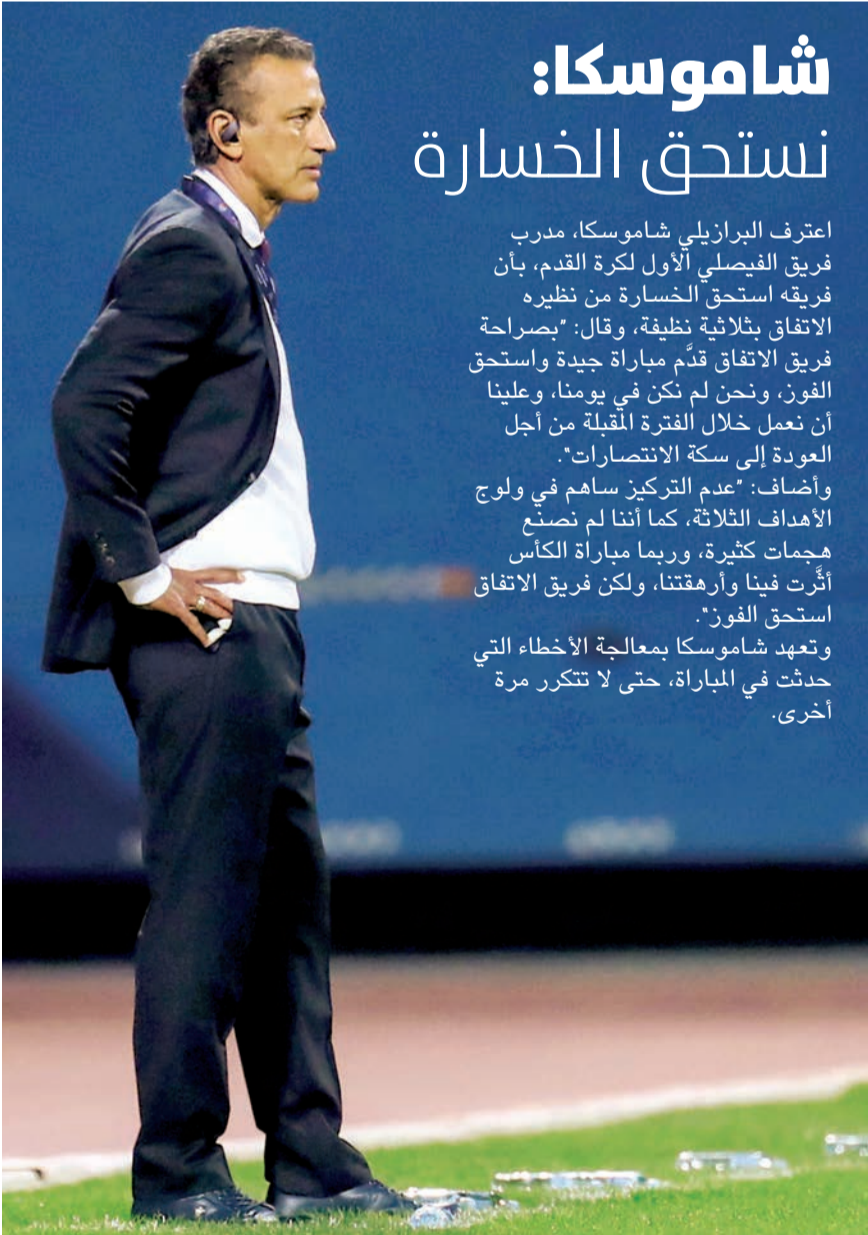 شاموسكا:
نستحق الخسارة
اعترف البرازيلي شاموسكا، مدرب
فريق الفيصلي الأول لكرة القدم، بأن
فريقه استحق الخسارة من نظيره
الاتفاق بثلاثية نظيفة، وقال: "بصراحة
فريق الاتفاق قدَّم مباراة جيدة واستحق
الفوز، ونحن لم نكن في يومنا، وعلينا
أن نعمل خلال الفترة المقبلة من أجل
العودة إلى سكة الانتصارات".
وأضاف: "عدم التركيز ساهم في ولوج
الأهداف الثلاثة، كما أننا لم نصنع
هجمات كثيرة، وربما مباراة الكأس
أثَّرت فينا وأرهقتنا، ولكن فريق الاتفاق
استحق الفوز".
وتعهد شاموسكا بمعالجة الأخطاء التي
حدثت في المباراة، حتى لا تتكرر مرة
أخرى.